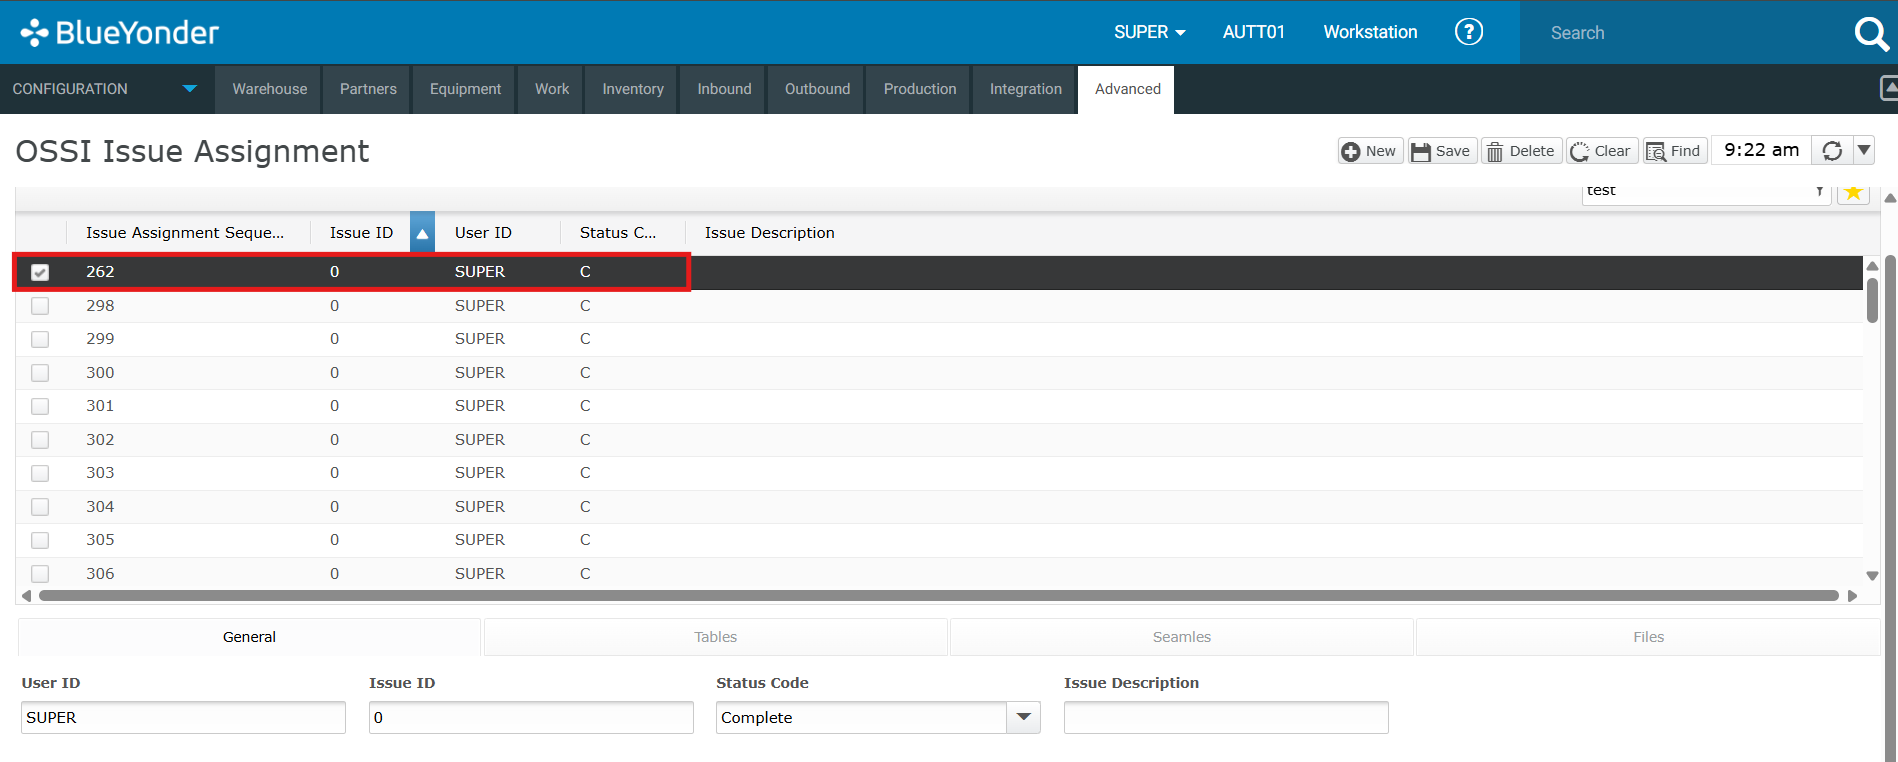 BlueYonder SUPER AUTT01 Workstation ? Search
CONFIGURATION Warehouse Partners Equipment Work Inventory Inbound Outbound Production Integration Advanced
OSSI Issue Assignment New Save Delete Clear Find 9:22 am
test
Issue Assignment Seque... Issue ID User ID Status C... Issue Description
262 0 SUPER C
298 0 SUPER C
299 0 SUPER C
300 0 SUPER C
301 0 SUPER C
302 0 SUPER C
303 0 SUPER C
304 0 SUPER C
305 0 SUPER C
306 0 SUPER C
General Tables Seamles Files
User ID Issue ID Status Code Issue Description
SUPER 0 Complete